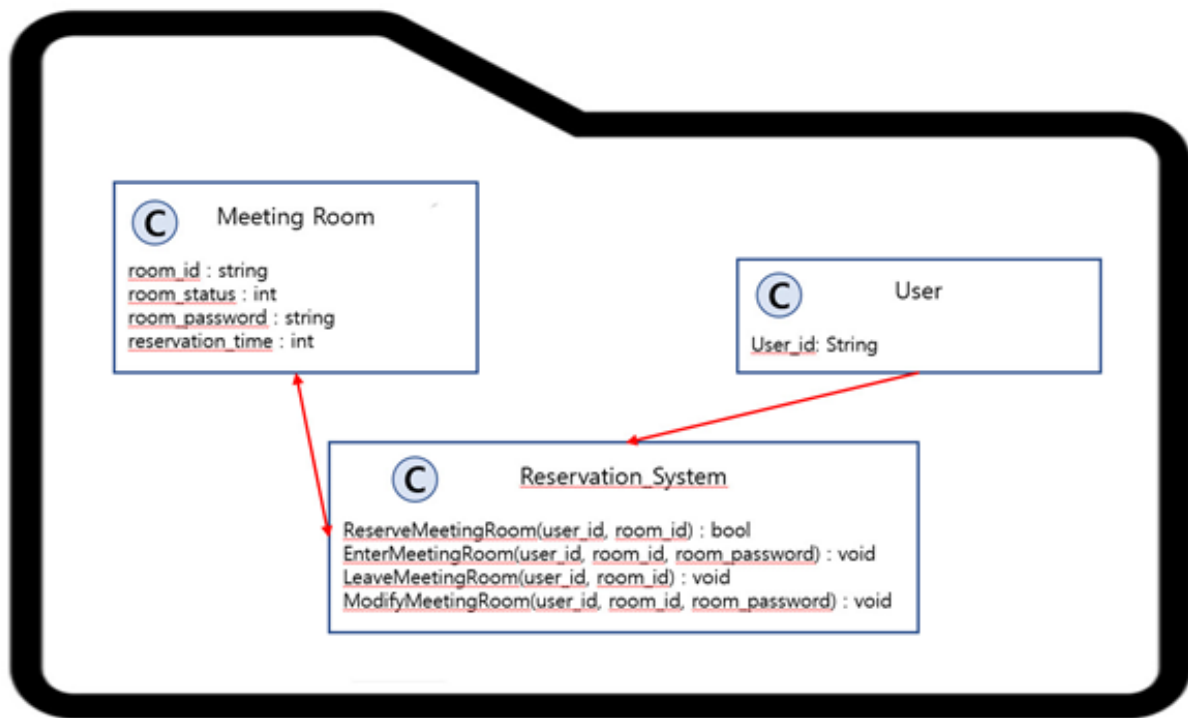 C Meeting Room
room_id : string
room_status : int
room_password : string
reservation_time : int
C User
User_id: String
C Reservation_System
ReserveMeetingRoom(user_id, room_id) : bool
EnterMeetingRoom(user_id, room_id, room_password) : void
LeaveMeetingRoom(user_id, room_id) : void
ModifyMeetingRoom(user_id, room_id, room_password) : void